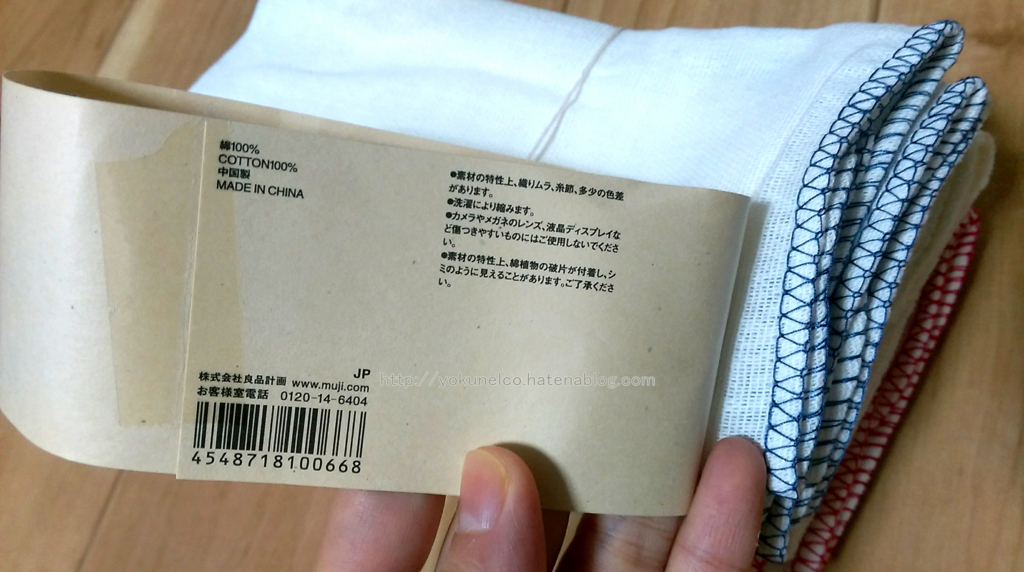 綿100%
COTTON100%
中国製
MADE IN CHINA
●素材の特性上、織りムラ、糸節、多少の色差
があります。
●洗濯により縮みます。
●カメラやメガネのレンズ、液晶ディスプレイな
ど傷つきやすいものにはご使用しないでくださ
い。
●素材の特性上、綿植物の破片が付着し、シ
ミのように見えることがあります。ご了承くださ
い。
JP
株式会社良品計画 www.muji.com
お客様室電話 0120-14-6404
4548718100668
http://yokunelco.hatenablog.com